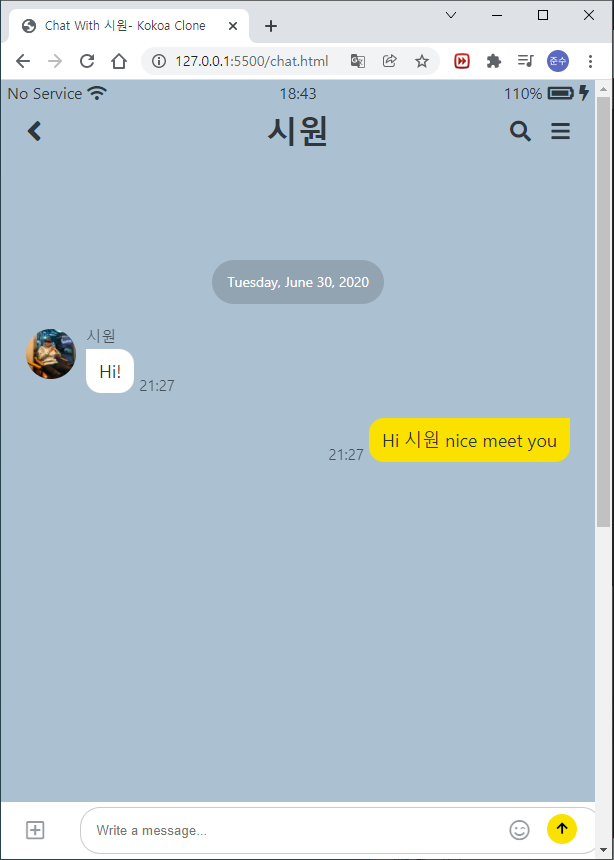 Chat With 시원- Kokoa Clone
127.0.0.1:5500/chat.html
준수
No Service 18:43 110%
시원
Tuesday, June 30, 2020
시원
Hi!
21:27
21:27 Hi 시원 nice meet you
Write a message...